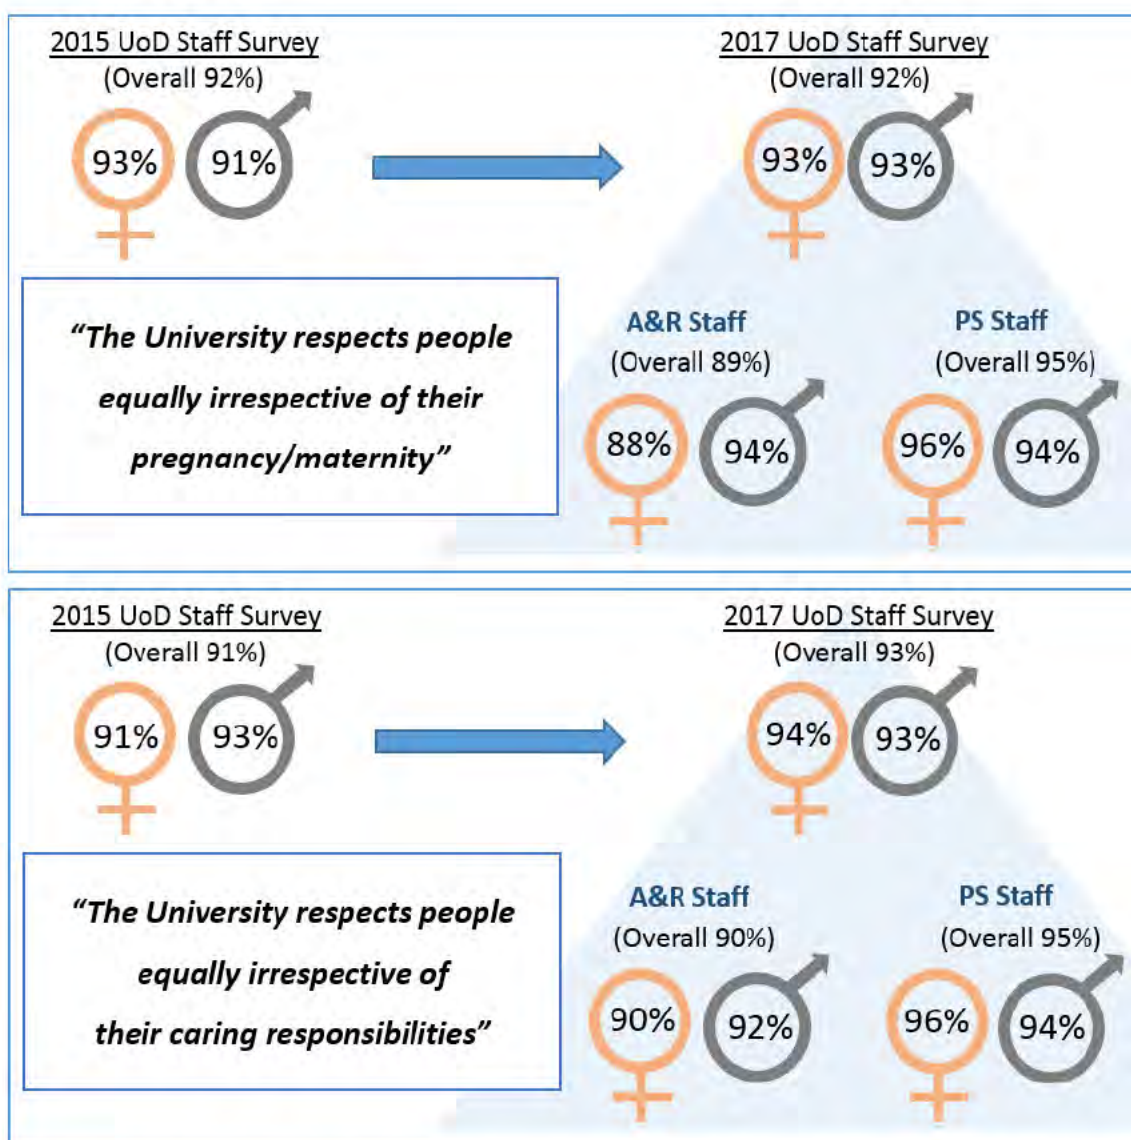 2015 UoD Staff Survey
(Overall 92%)
93%
91%
2017 UoD Staff Survey
(Overall 92%)
93%
93%
“The University respects people
equally irrespective of their
pregnancy/maternity”
A&R Staff
(Overall 89%)
88%
94%
PS Staff
(Overall 95%)
96%
94%
2015 UoD Staff Survey
(Overall 91%)
91%
93%
2017 UoD Staff Survey
(Overall 93%)
94%
93%
“The University respects people
equally irrespective of
their caring responsibilities”
A&R Staff
(Overall 90%)
90%
92%
PS Staff
(Overall 95%)
96%
94%